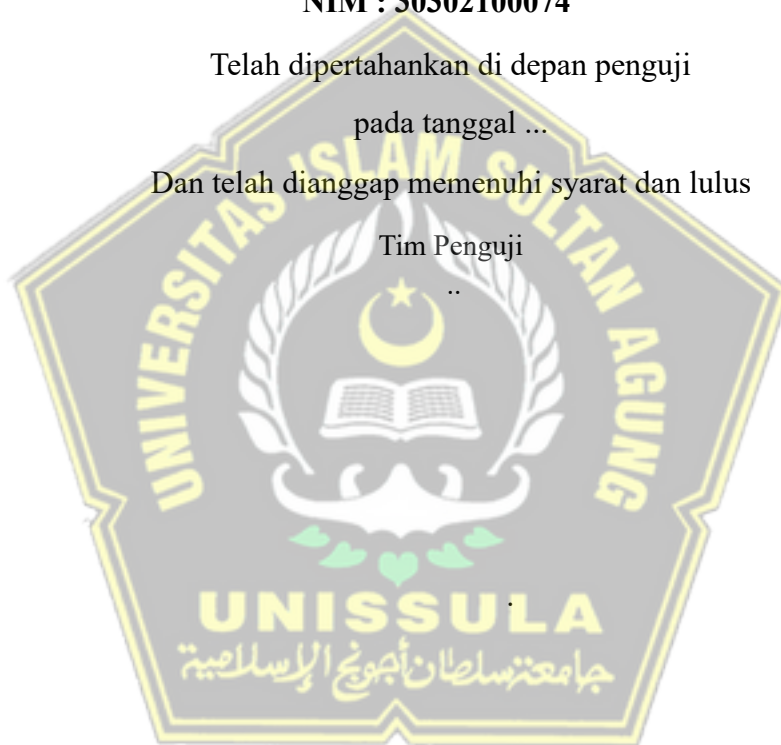 NIM : 30302100074
Telah dipertahankan di depan penguji
pada tanggal ...
Dan telah dianggap memenuhi syarat dan lulus
Tim Penguji
..
UNIVERSITAS ISLAM SULTAN AGUNG
.
UNISSULA
جامعة سلطان أجونج الإسلامية